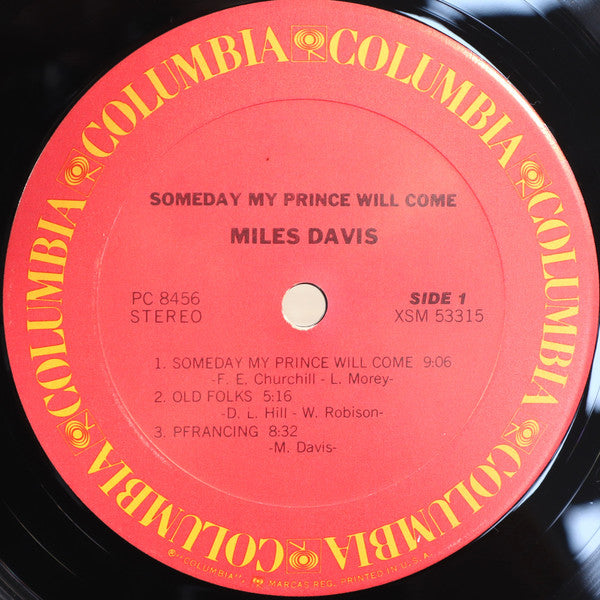 COLUMBIA COLUMBIA COLUMBIA COLUMBIA COLUMBIA COLUMBIA
SOMEDAY MY PRINCE WILL COME
MILES DAVIS
PC 8456
STEREO
SIDE 1
XSM 53315
1. SOMEDAY MY PRINCE WILL COME 9:06
-F. E. Churchill - L. Morey-
2. OLD FOLKS 5:16
-D. L. Hill - W. Robison-
3. PFRANCING 8:32
-M. Davis-
℗ "COLUMBIA", MARCAS REG. PRINTED IN U.S.A.